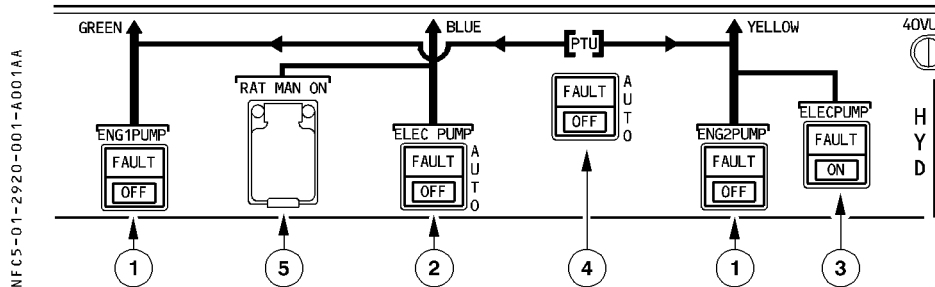 GREEN BLUE PTU YELLOW 40VU
RAT MAN ON
FAULT OFF AUTO
ENG1PUMP ELEC PUMP ENG2PUMP ELECPUMP
FAULT OFF
FAULT OFF AUTO
FAULT OFF
FAULT ON
HYD
1 5 2 4 1 3
NFC5-01-2920-001-A001AA